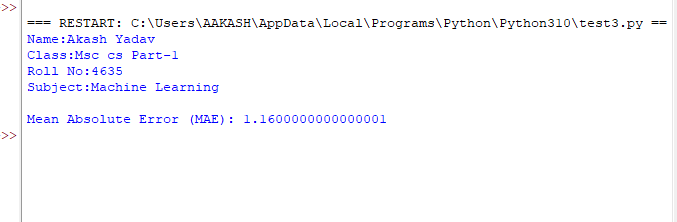 >>
=== RESTART: C:\Users\AAKASH\AppData\Local\Programs\Python\Python310\test3.py ==
Name:Akash Yadav
Class:Msc cs Part-1
Roll No:4635
Subject:Machine Learning
Mean Absolute Error (MAE): 1.1600000000000001
>>